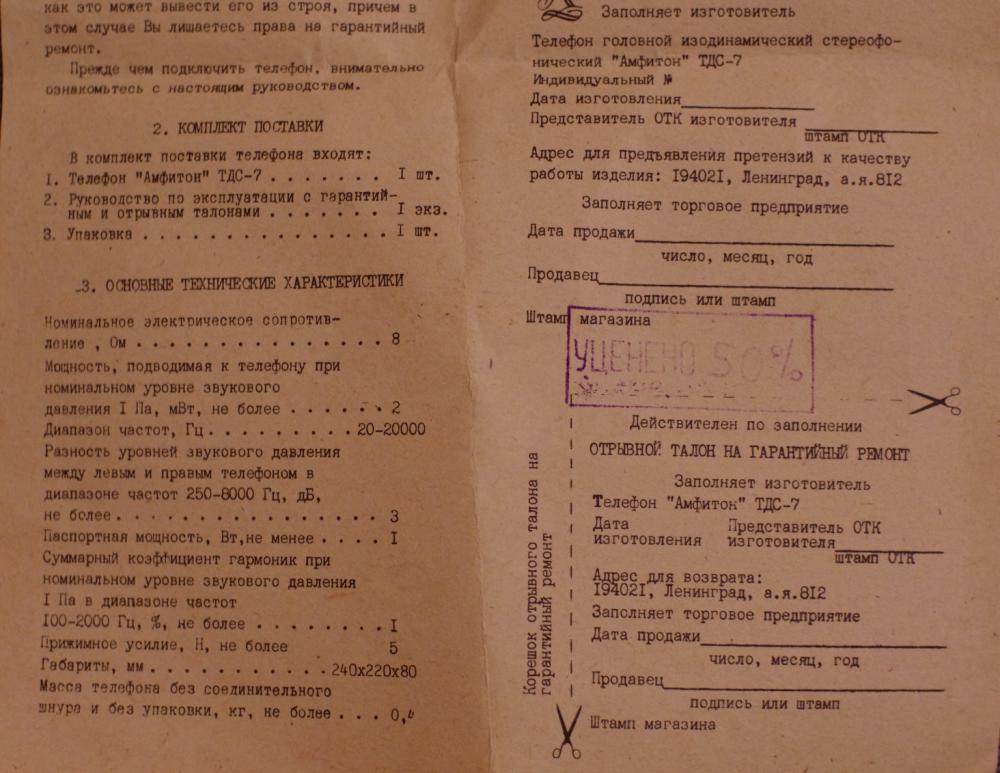 как это может вывести его из строя, причем в
этом случае Вы лишаетесь права на гарантийный
ремонт.
Прежде чем подключить телефон, внимательно
ознакомьтесь с настоящим руководством.
2. КОМПЛЕКТ ПОСТАВКИ
В комплект поставки телефона входят:
1. Телефон "Амфитон" ТДС-7 . . . . . . . I шт.
2. Руководство по эксплуатации с гарантий-
ным и отрывным талонами . . . . . . . I экз.
3. Упаковка . . . . . . . . . . . . . . . I шт.
3. ОСНОВНЫЕ ТЕХНИЧЕСКИЕ ХАРАКТЕРИСТИКИ
Номинальное электрическое сопротив-
ление , Ом . . . . . . . . . . . . . . . 8
Мощность, подводимая к телефону при
номинальном уровне звукового
давления I Па, мВт, не более . . . . . . 2
Диапазон частот, Гц . . . . . . . . . 20-20000
Разность уровней звукового давления
между левым и правым телефоном в
диапазоне частот 250-8000 Гц, дБ,
не более . . . . . . . . . . . . . . . . 3
Паспортная мощность, Вт,не менее . . . . I
Суммарный коэффициент гармоник при
номинальном уровне звукового давления
I Па в диапазоне частот
I00-2000 Гц, %, не более . . . . . . . . I
Прижимное усилие, Н, не более 5
Габариты, мм . . . . . . . . . . . 240х220х80
Масса телефона без соединительного
шнура и без упаковки, кг, не более . . .
Заполняет изготовитель
Телефон головной изодинамический стереофо-
нический "Амфитон" ТДС-7
Индивидуальный №
Дата изготовления
Представитель ОТК изготовителя
штамп ОТК
Адрес для предъявления претензий к качеству
работы изделия: I9402I, Ленинград, а.я.8I2
Заполняет торговое предприятие
Дата продажи
число, месяц, год
Продавец
подпись или штамп
Штамп магазина
УЦЕНЕНО 50%
Действителен по заполнении
ОТРЫВНОЙ ТАЛОН НА ГАРАНТИЙНЫЙ РЕМОНТ
Заполняет изготовитель
Телефон "Амфитон" ТДС-7
Дата Представитель ОТК
изготовления изготовителя
штамп ОТК
Адрес для возврата:
I9402I, Ленинград, а.я.8I2
Заполняет торговое предприятие
Дата продажи
число, месяц, год
Продавец
подпись или штамп
Штамп магазина
Корешок отрывного талона на
гарантийный ремонт